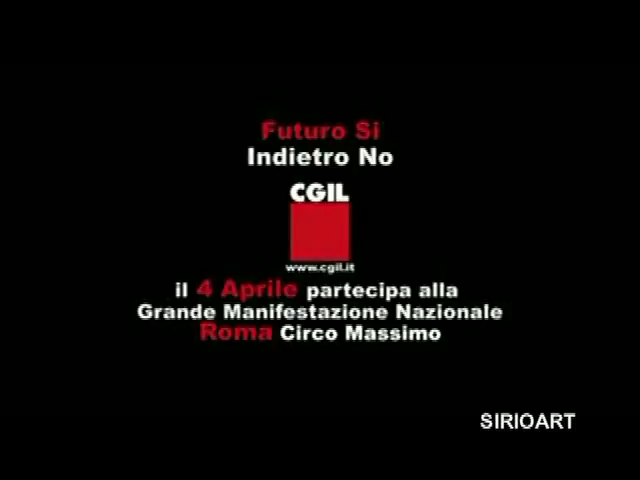 Futuro Si
Indietro No
CGIL
www.cgil.it
il 4 Aprile partecipa alla
Grande Manifestazione Nazionale
Roma Circo Massimo
SIRIOART